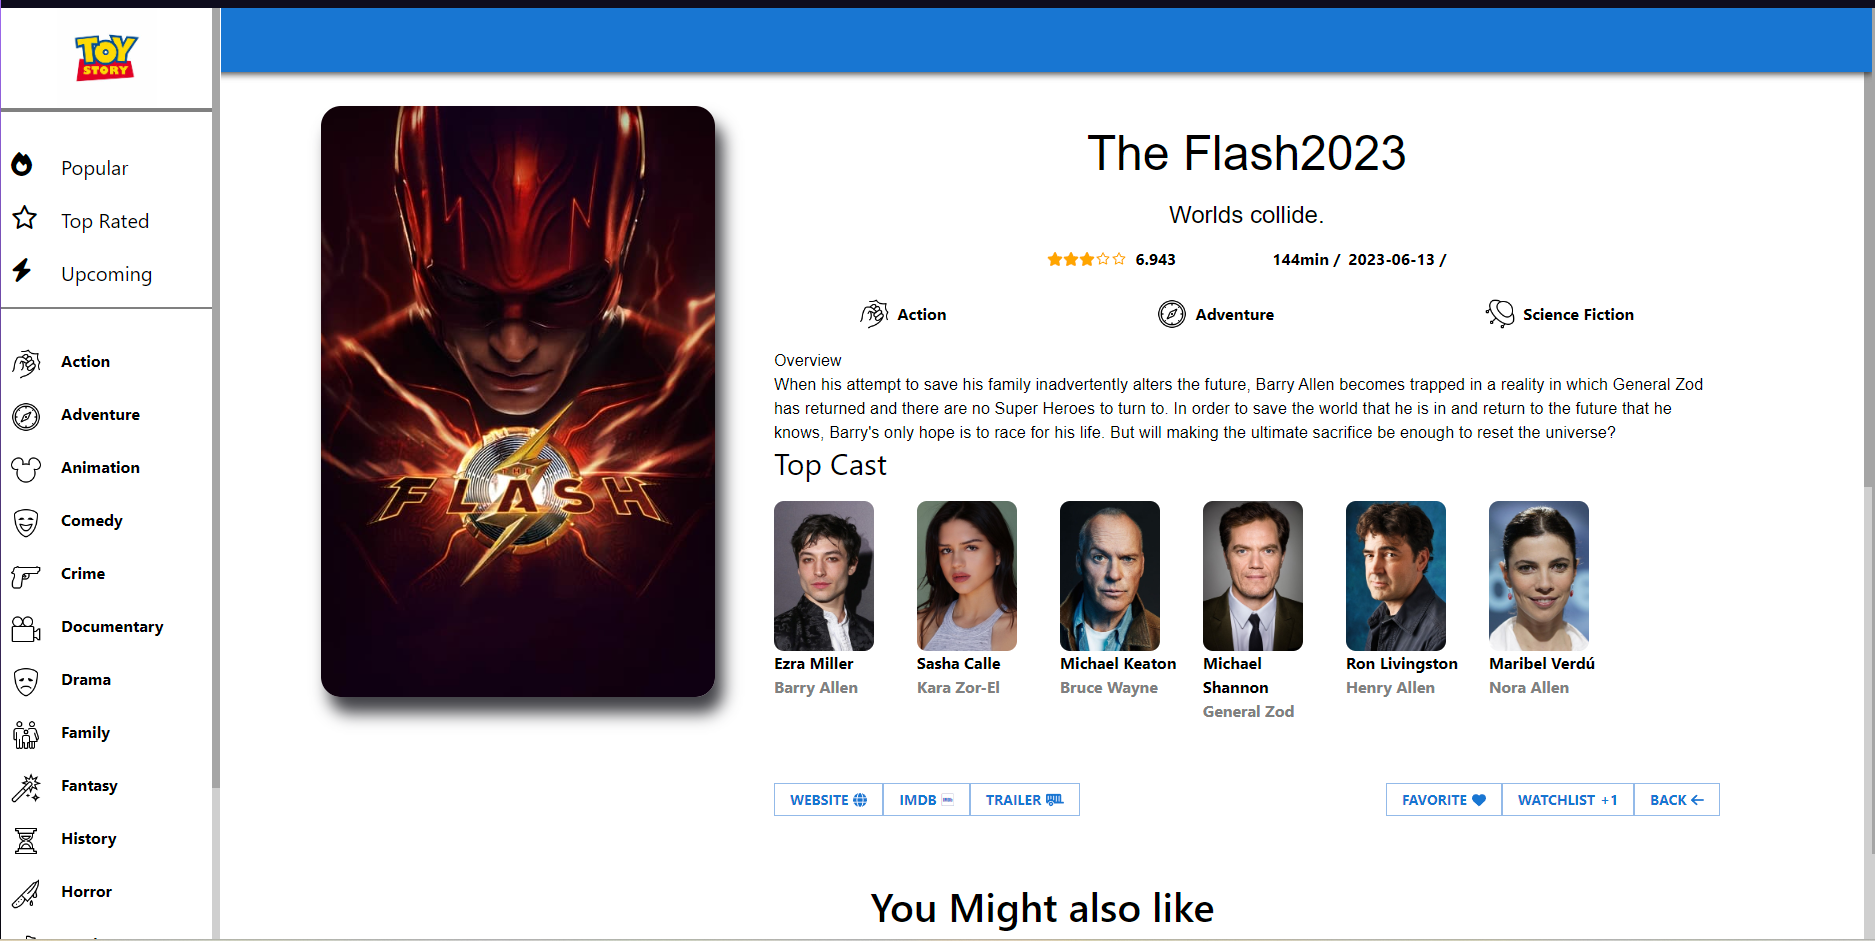 TOY
STORY
Popular
Top Rated
Upcoming
Action
Adventure
Animation
Comedy
Crime
Documentary
Drama
Family
Fantasy
History
Horror
THE
FLASH
The Flash2023
Worlds collide.
6.943 144min / 2023-06-13 /
Action Adventure Science Fiction
Overview
When his attempt to save his family inadvertently alters the future, Barry Allen becomes trapped in a reality in which General Zod
has returned and there are no Super Heroes to turn to. In order to save the world that he is in and return to the future that he
knows, Barry's only hope is to race for his life. But will making the ultimate sacrifice be enough to reset the universe?
Top Cast
Ezra Miller
Barry Allen
Sasha Calle
Kara Zor-El
Michael Keaton
Bruce Wayne
Michael
Shannon
General Zod
Ron Livingston
Henry Allen
Maribel Verdú
Nora Allen
WEBSITE IMDB TRAILER FAVORITE WATCHLIST +1 BACK
You Might also like